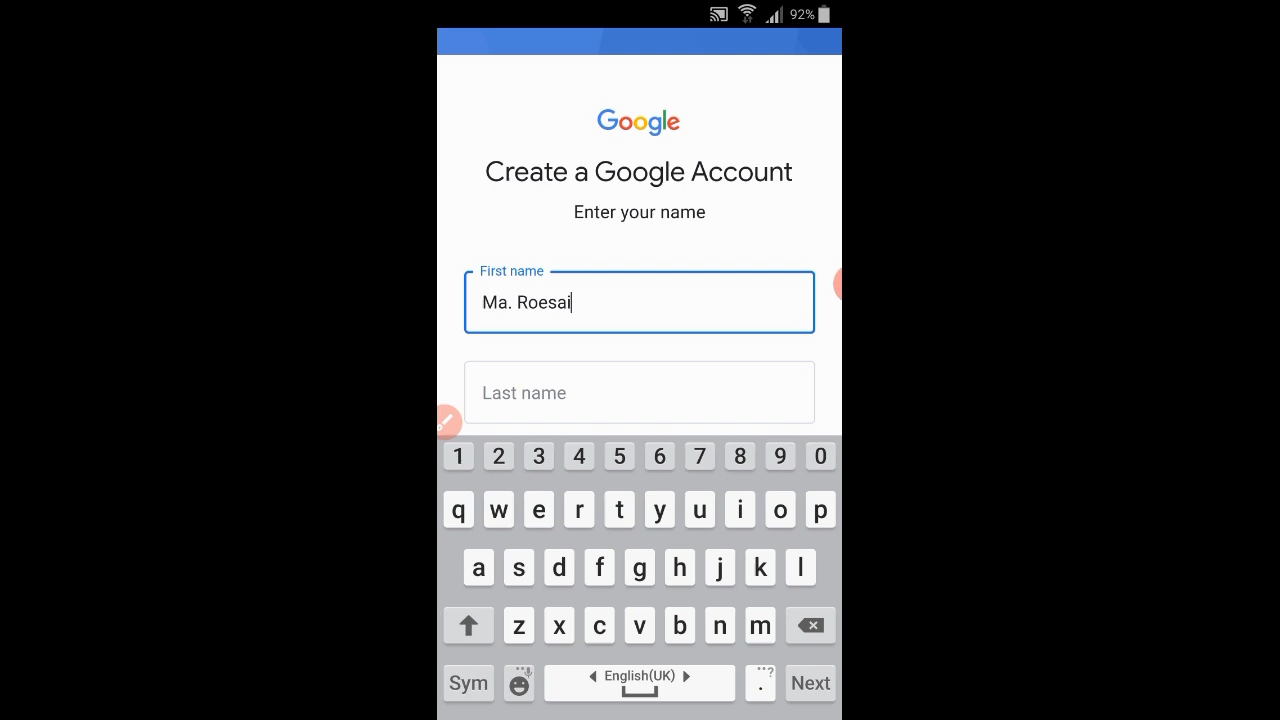 92%
Google
Create a Google Account
Enter your name
First name
Ma. Roesai
Last name
1 2 3 4 5 6 7 8 9 0
q w e r t y u i o p
a s d f g h j k l
z x c v b n m
Sym English(UK) . ? Next